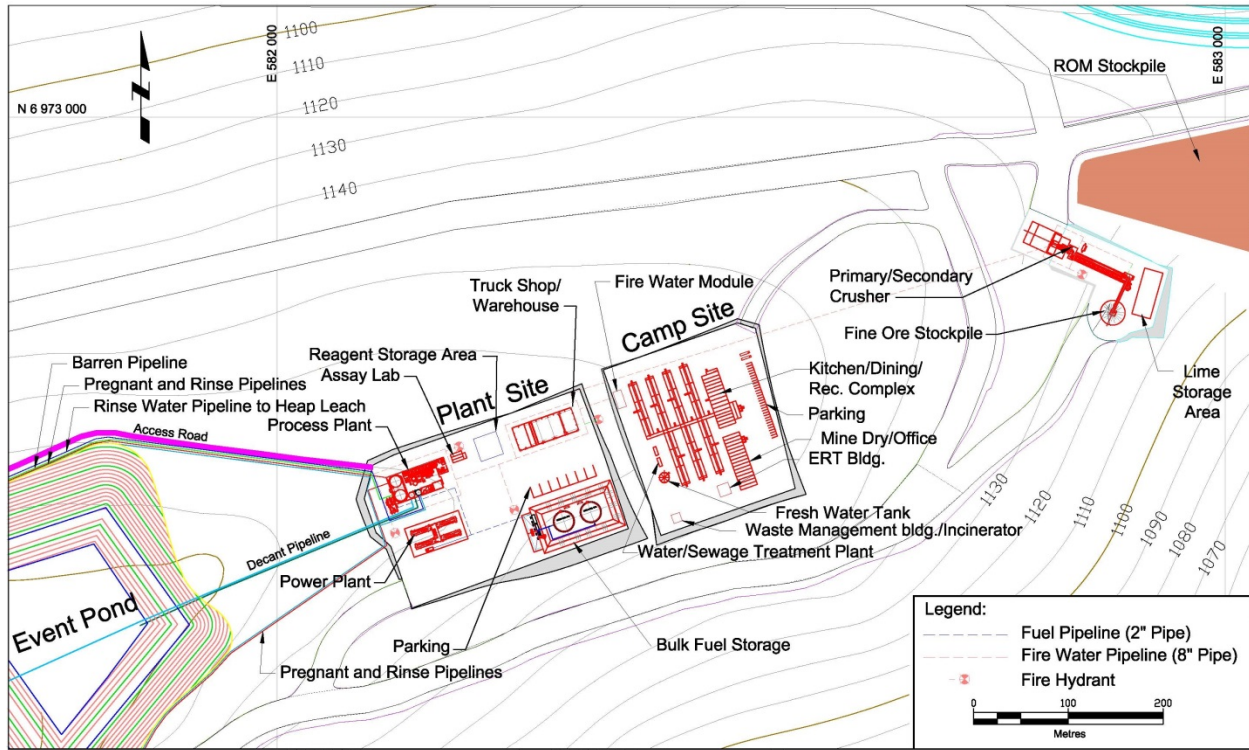 1100
1110
1120
1130
1140
E 582 000
E 583 000
N 6 973 000
N
ROM Stockpile
Primary/Secondary
Crusher
Fine Ore Stockpile
Lime
Storage
Area
Truck Shop/
Warehouse
Fire Water Module
Camp Site
Reagent Storage Area
Assay Lab
Plant Site
Kitchen/Dining/
Rec. Complex
Parking
Mine Dry/Office
ERT Bldg.
Barren Pipeline
Pregnant and Rinse Pipelines
Rinse Water Pipeline to Heap Leach
Process Plant
Access Road
Fresh Water Tank
Waste Management bldg./Incinerator
Water/Sewage Treatment Plant
Decant Pipeline
Power Plant
Event Pond
Parking
Bulk Fuel Storage
Pregnant and Rinse Pipelines
1130
1120
1110
1100
1090
1080
1070
Legend:
Fuel Pipeline (2" Pipe)
Fire Water Pipeline (8" Pipe)
Fire Hydrant
0 100 200
Metres